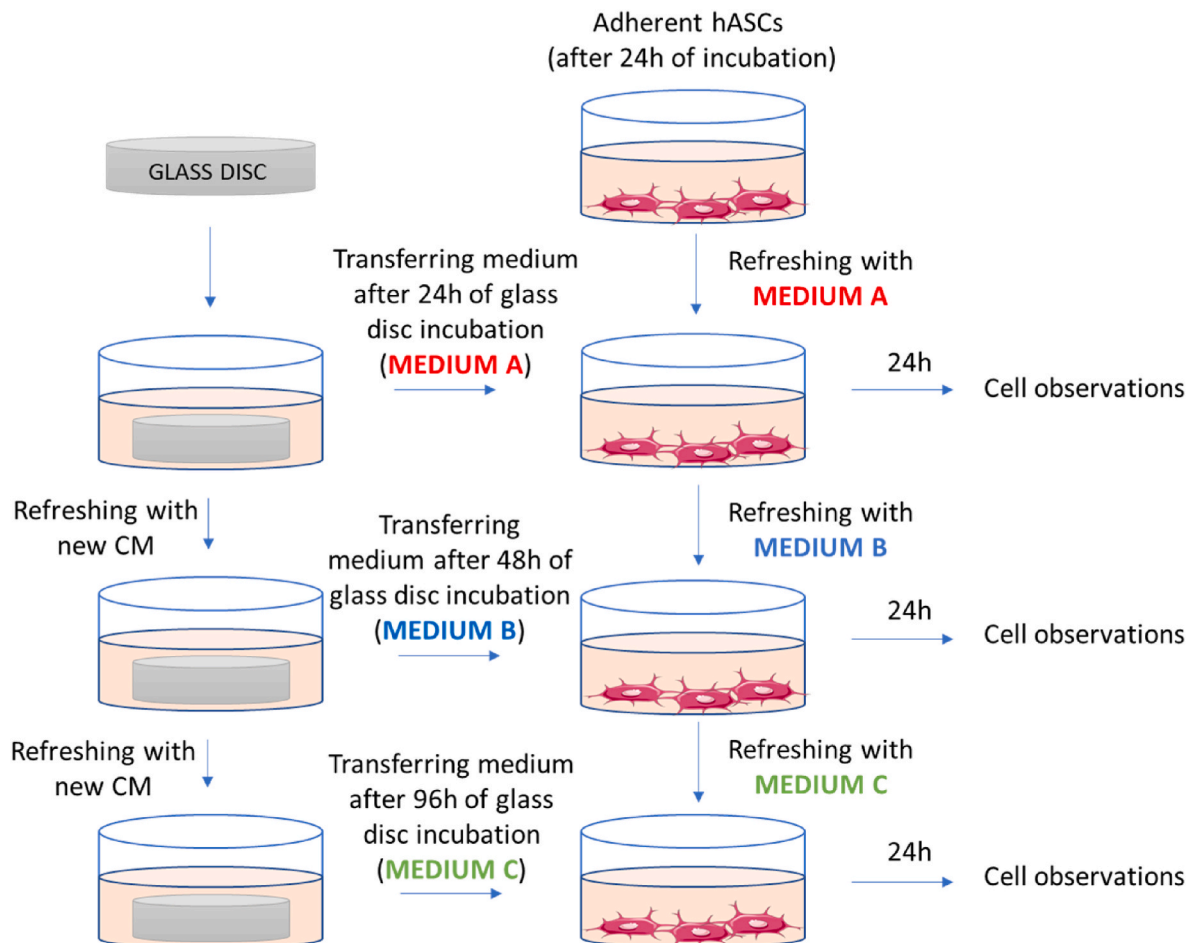 Adherent hASCs
(after 24h of incubation)
GLASS DISC
Transferring medium
after 24h of glass
disc incubation
(MEDIUM A)
Refreshing with
MEDIUM A
24h
Cell observations
Refreshing with
new CM
Transferring
medium after 48h of
glass disc incubation
(MEDIUM B)
Refreshing with
MEDIUM B
24h
Cell observations
Refreshing with
new CM
Transferring medium
after 96h of glass
disc incubation
(MEDIUM C)
Refreshing with
MEDIUM C
24h
Cell observations